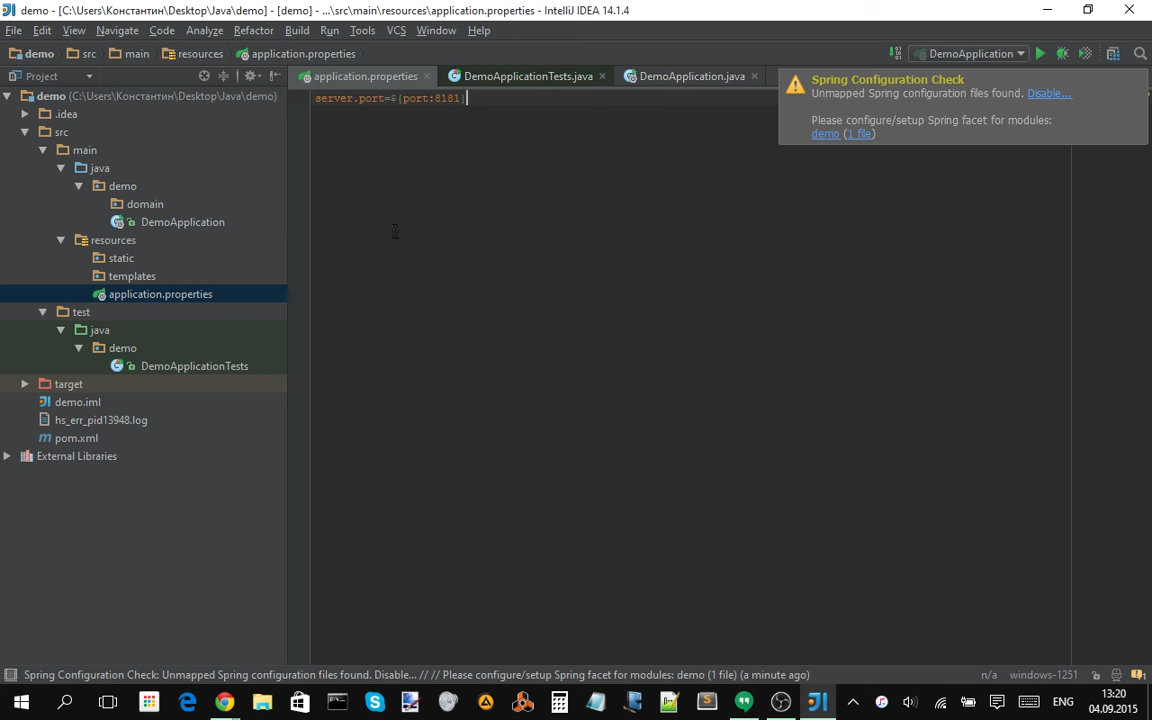 demo - [C:\Users\Константин\Desktop\Java\demo] - [demo] - ...\src\main\resources\application.properties - IntelliJ IDEA 14.1.4
File Edit View Navigate Code Analyze Refactor Build Run Tools VCS Window Help
demo src main resources application.properties DemoApplication
Project application.properties DemoApplicationTests.java DemoApplication.java
Spring Configuration Check
Unmapped Spring configuration files found. Disable...
Please configure/setup Spring facet for modules:
demo (1 file)
server.port=${port:8181}
demo (C:\Users\Константин\Desktop\Java\demo)
.idea
src
main
java
demo
domain
DemoApplication
resources
static
templates
application.properties
test
java
demo
DemoApplicationTests
target
demo.iml
hs_err_pid13948.log
pom.xml
External Libraries
Spring Configuration Check: Unmapped Spring configuration files found. Disable... // // Please configure/setup Spring facet for modules: demo (1 file) (a minute ago) n/a windows-1251
ENG 13:20
04.09.2015